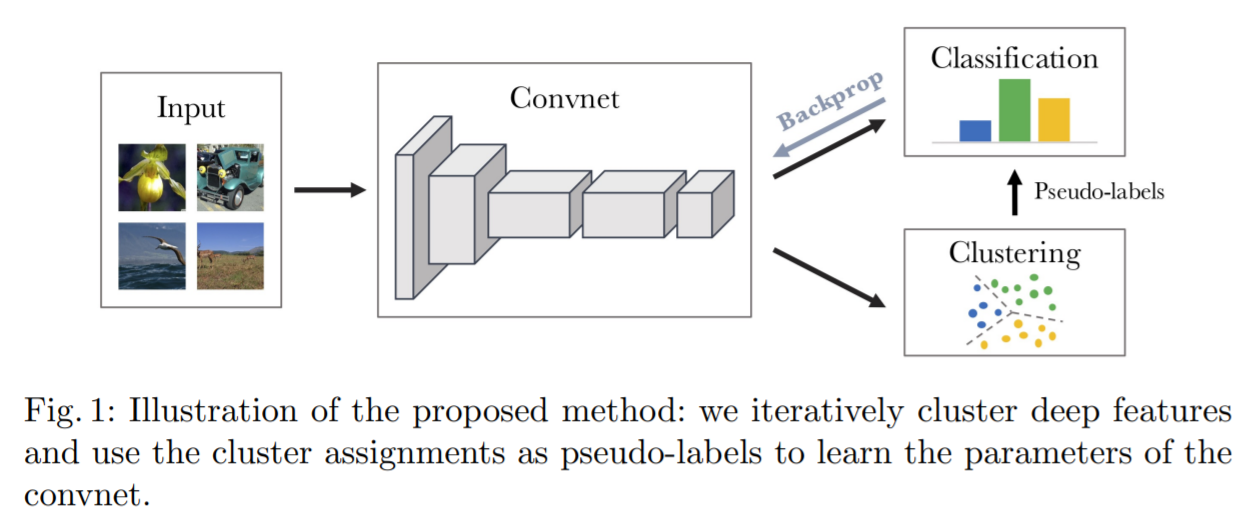 Input
Convnet
Backprop
Classification
Pseudo-labels
Clustering
Fig. 1: Illustration of the proposed method: we iteratively cluster deep features
and use the cluster assignments as pseudo-labels to learn the parameters of the
convnet.